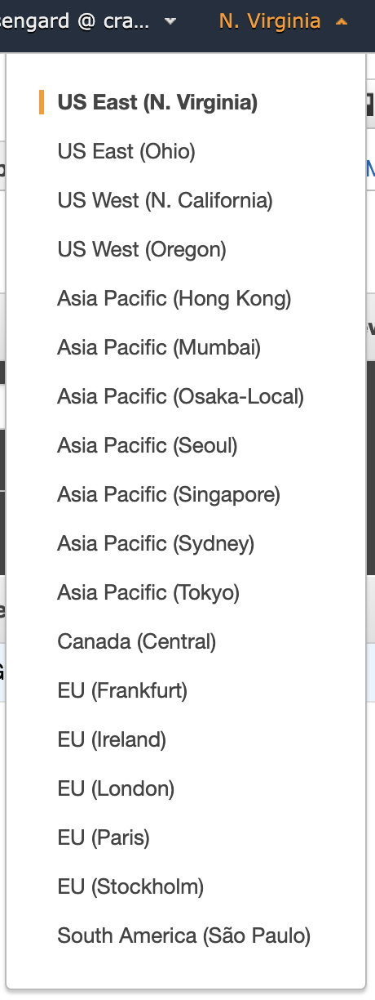 sengard @ cra... N. Virginia
US East (N. Virginia)
US East (Ohio)
US West (N. California)
US West (Oregon)
Asia Pacific (Hong Kong)
Asia Pacific (Mumbai)
Asia Pacific (Osaka-Local)
Asia Pacific (Seoul)
Asia Pacific (Singapore)
Asia Pacific (Sydney)
Asia Pacific (Tokyo)
Canada (Central)
EU (Frankfurt)
EU (Ireland)
EU (London)
EU (Paris)
EU (Stockholm)
South America (São Paulo)